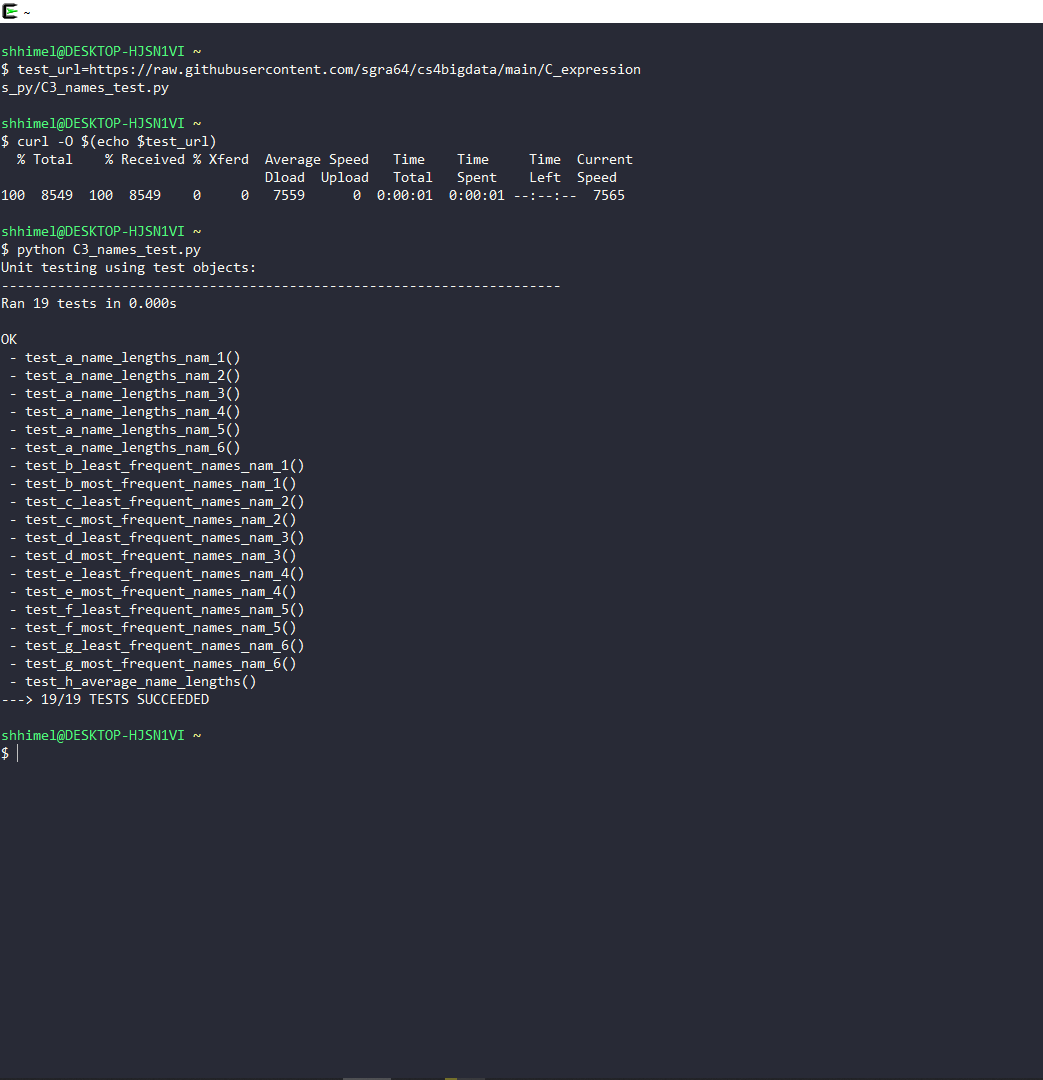 ~
shhimel@DESKTOP-HJSN1VI ~
$ test_url=https://raw.githubusercontent.com/sgra64/cs4bigdata/main/C_expression
s_py/C3_names_test.py
shhimel@DESKTOP-HJSN1VI ~
$ curl -O $(echo $test_url)
  % Total    % Received % Xferd  Average Speed   Time    Time     Time  Current
                                 Dload  Upload   Total   Spent    Left  Speed
100  8549  100  8549    0     0   7559      0  0:00:01  0:00:01 --:--:--  7565
shhimel@DESKTOP-HJSN1VI ~
$ python C3_names_test.py
Unit testing using test objects:
----------------------------------------------------------------------
Ran 19 tests in 0.000s
OK
 - test_a_name_lengths_nam_1()
 - test_a_name_lengths_nam_2()
 - test_a_name_lengths_nam_3()
 - test_a_name_lengths_nam_4()
 - test_a_name_lengths_nam_5()
 - test_a_name_lengths_nam_6()
 - test_b_least_frequent_names_nam_1()
 - test_b_most_frequent_names_nam_1()
 - test_c_least_frequent_names_nam_2()
 - test_c_most_frequent_names_nam_2()
 - test_d_least_frequent_names_nam_3()
 - test_d_most_frequent_names_nam_3()
 - test_e_least_frequent_names_nam_4()
 - test_e_most_frequent_names_nam_4()
 - test_f_least_frequent_names_nam_5()
 - test_f_most_frequent_names_nam_5()
 - test_g_least_frequent_names_nam_6()
 - test_g_most_frequent_names_nam_6()
 - test_h_average_name_lengths()
---> 19/19 TESTS SUCCEEDED
shhimel@DESKTOP-HJSN1VI ~
$